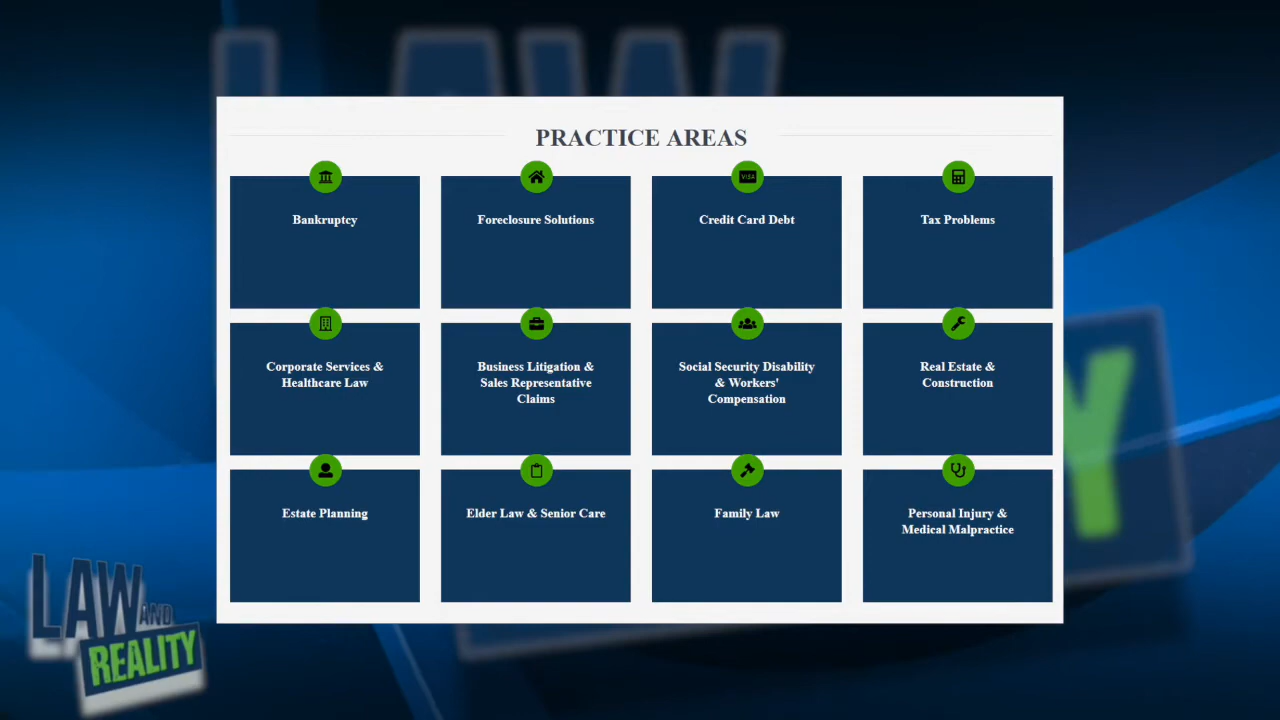 LAW
PRACTICE AREAS
VISA
Bankruptcy
Foreclosure Solutions
Credit Card Debt
Tax Problems
Corporate Services &
Healthcare Law
Business Litigation &
Sales Representative
Claims
Social Security Disability
& Workers'
Compensation
Real Estate &
Construction
Estate Planning
Elder Law & Senior Care
Family Law
Personal Injury &
Medical Malpractice
Y
LAW AND
REALITY